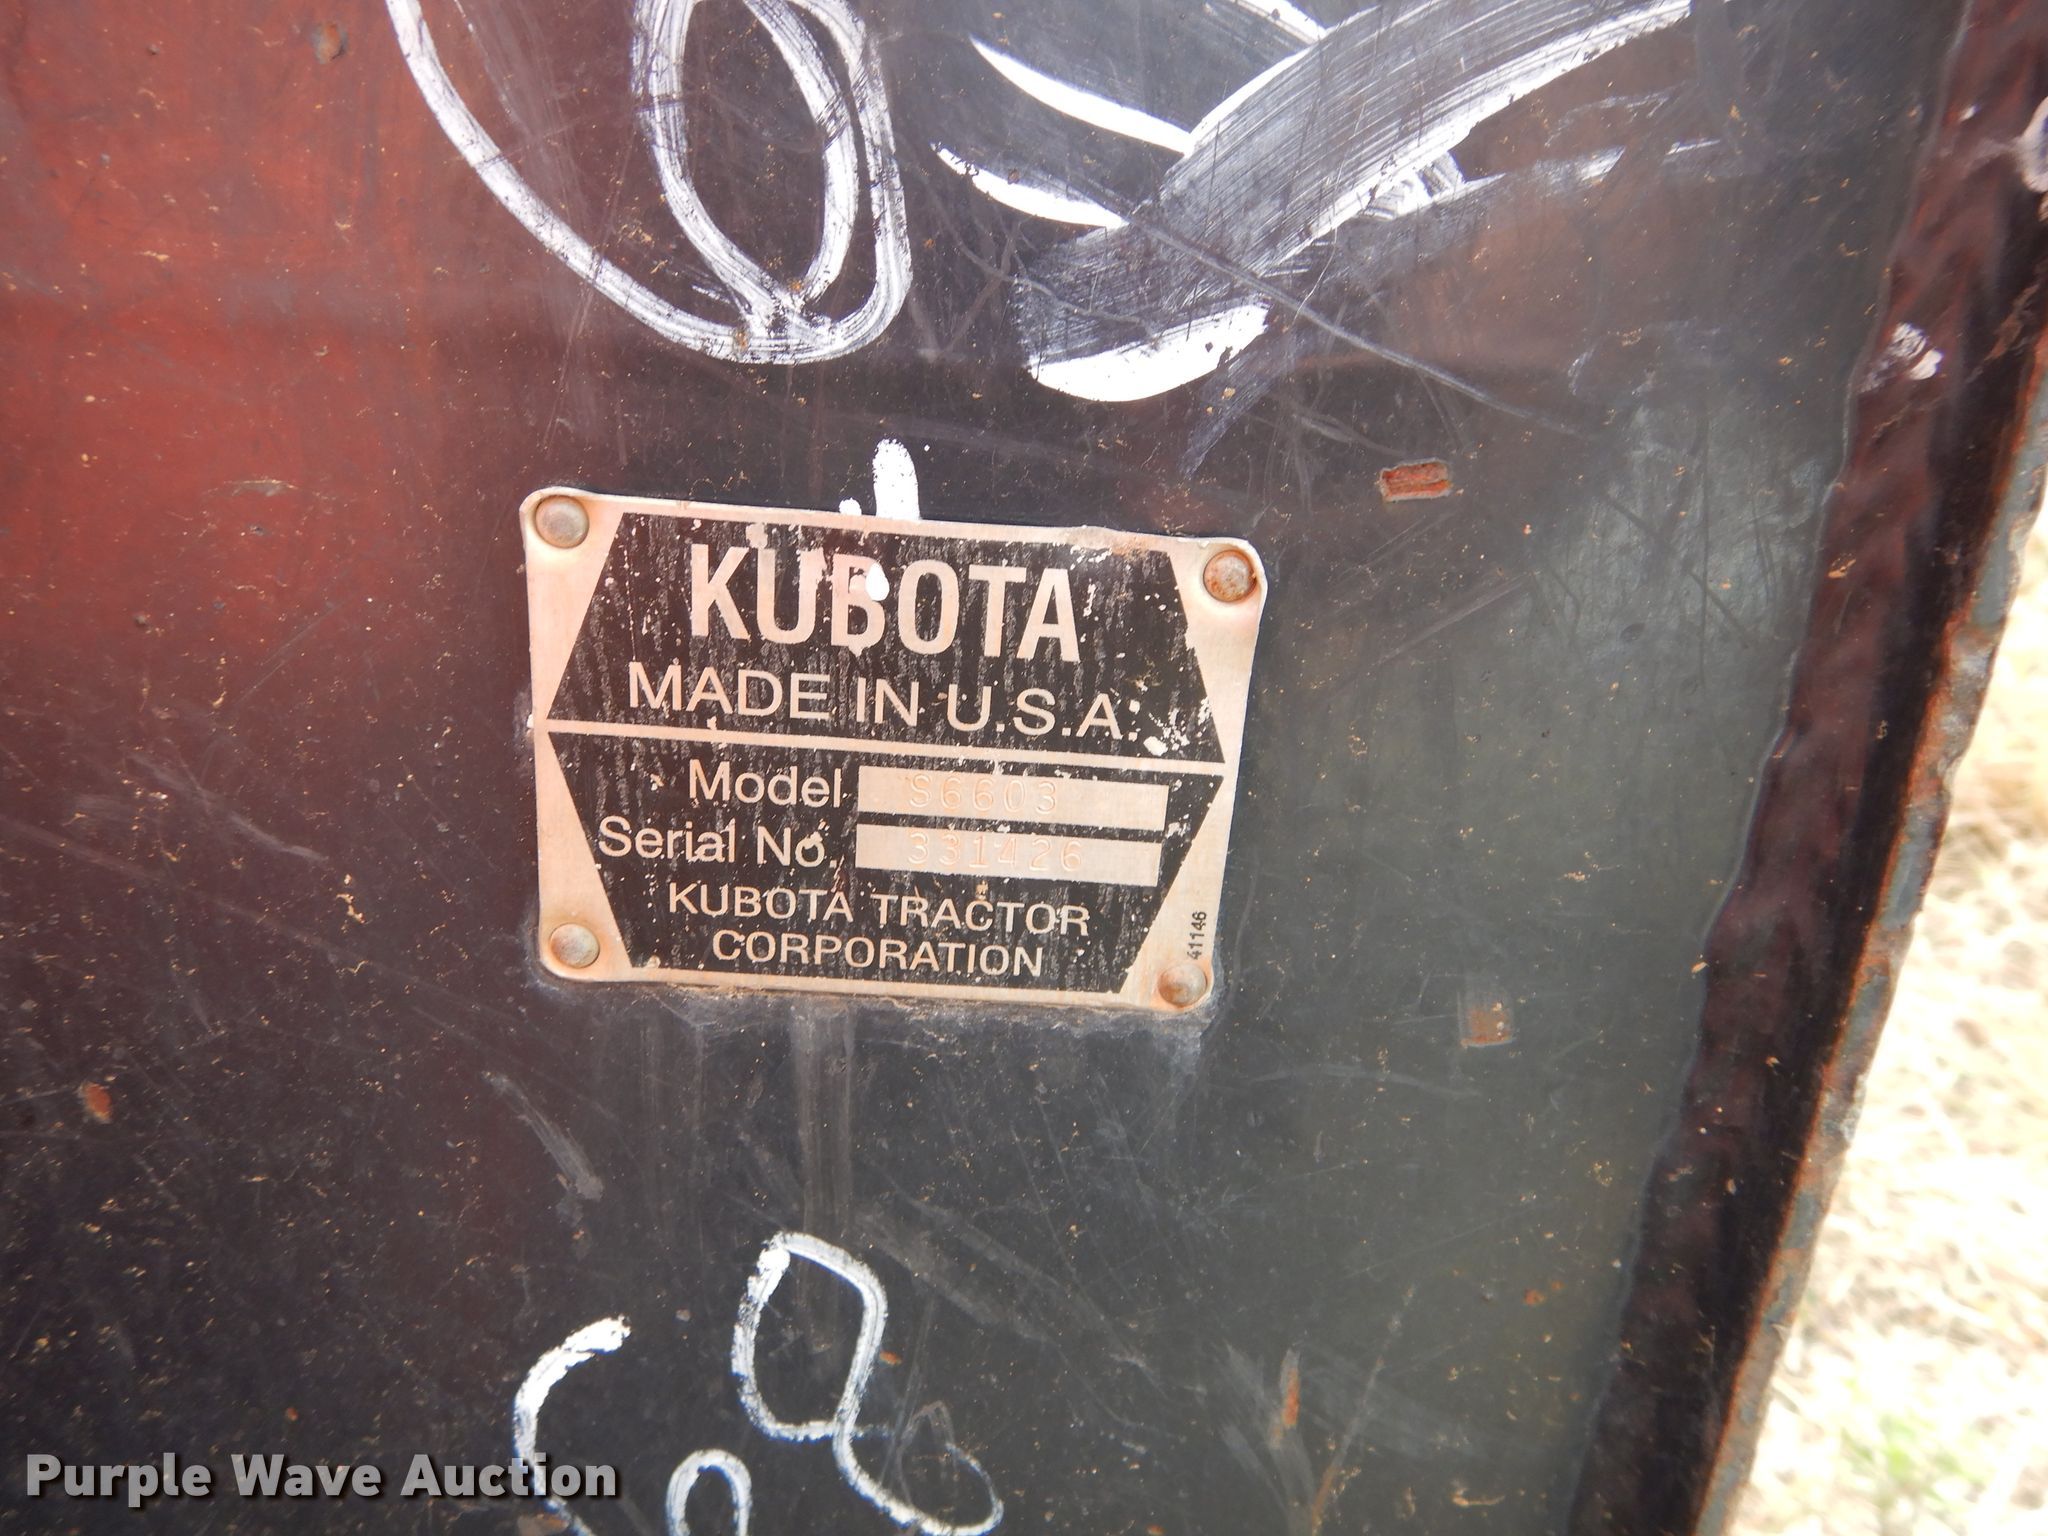 KUBOTA
MADE IN U.S.A.
Model S6603
Serial No. 331426
KUBOTA TRACTOR
CORPORATION
41146
Purple Wave Auction